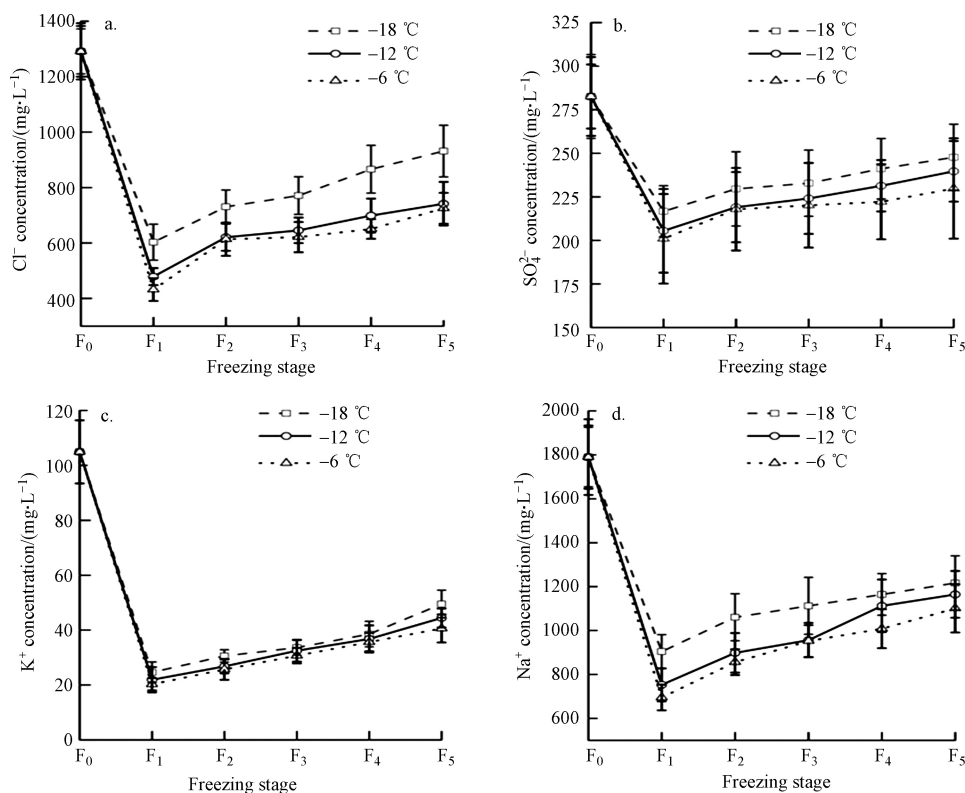 a.
1400
1200
1000
800
600
400
Cl⁻ concentration/(mg·L⁻¹)
–18 ℃
–12 ℃
–6 ℃
F₀ F₁ F₂ F₃ F₄ F₅
Freezing stage
b.
325
300
275
250
225
200
175
150
SO₄²⁻ concentration/(mg·L⁻¹)
–18 ℃
–12 ℃
–6 ℃
F₀ F₁ F₂ F₃ F₄ F₅
Freezing stage
c.
120
100
80
60
40
20
0
K⁺ concentration/(mg·L⁻¹)
–18 ℃
–12 ℃
–6 ℃
F₀ F₁ F₂ F₃ F₄ F₅
Freezing stage
d.
2000
1800
1600
1400
1200
1000
800
600
Na⁺ concentration/(mg·L⁻¹)
–18 ℃
–12 ℃
–6 ℃
F₀ F₁ F₂ F₃ F₄ F₅
Freezing stage